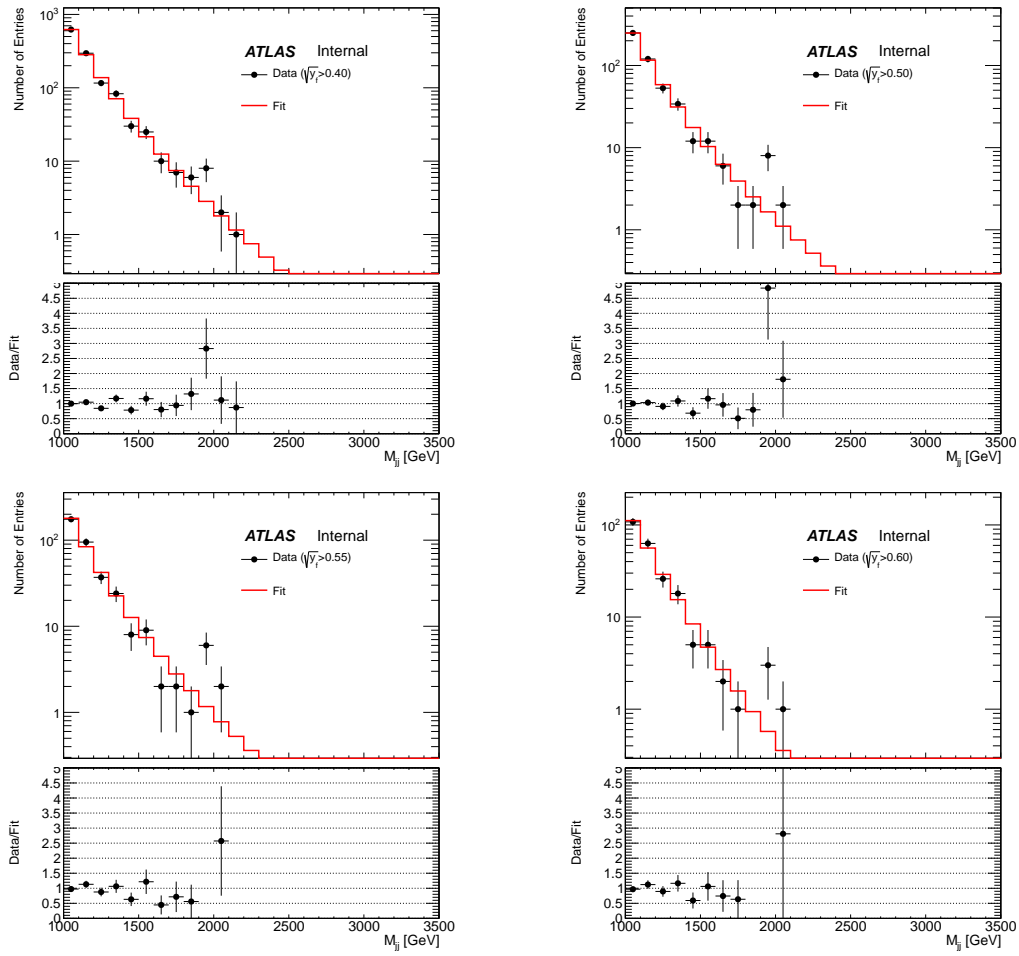 Number of Entries
10³
10²
10
1
ATLAS Internal
Data (√y_f>0.40)
Fit
Data/Fit
5
4.5
4
3.5
3
2.5
2
1.5
1
0.5
0
1000 1500 2000 2500 3000 3500
M_jj [GeV]
Number of Entries
10²
10
1
ATLAS Internal
Data (√y_f>0.50)
Fit
Data/Fit
5
4.5
4
3.5
3
2.5
2
1.5
1
0.5
0
1000 1500 2000 2500 3000 3500
M_jj [GeV]
Number of Entries
10²
10
1
ATLAS Internal
Data (√y_f>0.55)
Fit
Data/Fit
5
4.5
4
3.5
3
2.5
2
1.5
1
0.5
0
1000 1500 2000 2500 3000 3500
M_jj [GeV]
Number of Entries
10²
10
1
ATLAS Internal
Data (√y_f>0.60)
Fit
Data/Fit
5
4.5
4
3.5
3
2.5
2
1.5
1
0.5
0
1000 1500 2000 2500 3000 3500
M_jj [GeV]